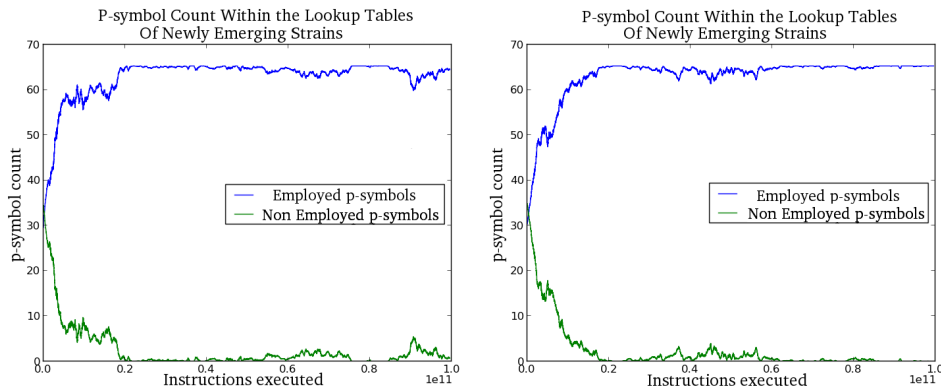 P-symbol Count Within the Lookup Tables
Of Newly Emerging Strains
70
60
50
40
30
20
10
0
p-symbol count
Employed p-symbols
Non Employed p-symbols
0.0 0.2 0.4 0.6 0.8 1.0
1e11
Instructions executed
P-symbol Count Within the Lookup Tables
Of Newly Emerging Strains
70
60
50
40
30
20
10
0
p-symbol count
Employed p-symbols
Non Employed p-symbols
0.0 0.2 0.4 0.6 0.8 1.0
1e11
Instructions executed